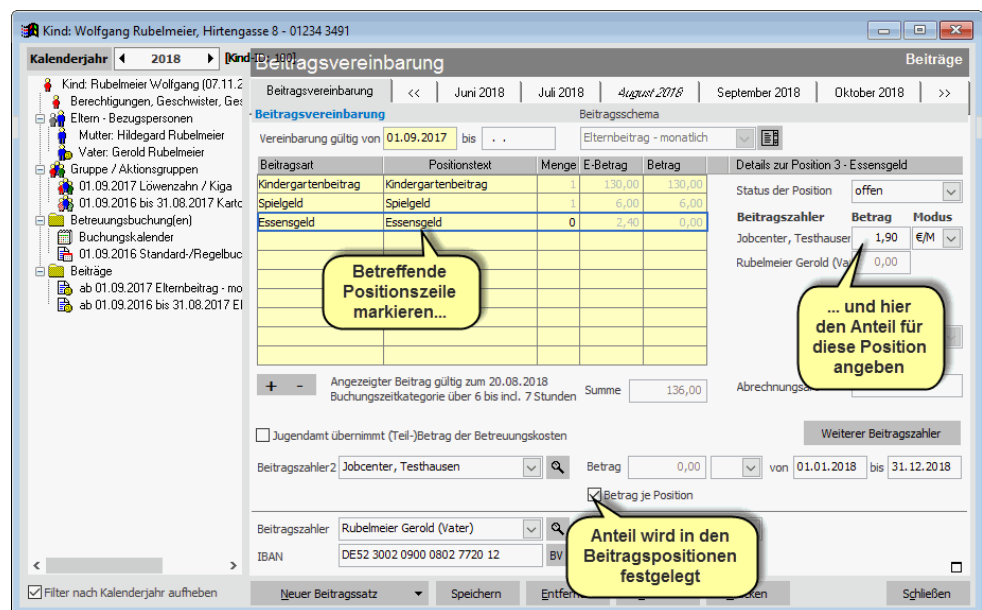 Kind: Wolfgang Rubelmeier, Hirtengasse 8 - 01234 3491
Kalenderjahr 2018 [Kind-ID: 100]
Beitragsvereinbarung
Beiträge
Kind: Rubelmeier Wolfgang (07.11.2
Berechtigungen, Geschwister, Ges
Eltern - Bezugspersonen
Mutter: Hildegard Rubelmeier
Vater: Gerold Rubelmeier
Gruppe / Aktionsgruppen
01.09.2017 Löwenzahn / Kiga
01.09.2016 bis 31.08.2017 Karto
Betreuungsbuchung(en)
Buchungskalender
01.09.2016 Standard-/Regelbuc
Beiträge
ab 01.09.2017 Elternbeitrag - mo
ab 01.09.2016 bis 31.08.2017 El
Filter nach Kalenderjahr aufheben
Beitragsvereinbarung << Juni 2018 Juli 2018 August 2018 September 2018 Oktober 2018 >>
Beitragsvereinbarung Beitragsschema
Vereinbarung gültig von 01.09.2017 bis . . Elternbeitrag - monatlich
Beitragsart Positionstext Menge E-Betrag Betrag Details zur Position 3 - Essensgeld
Kindergartenbeitrag Kindergartenbeitrag 1 130,00 130,00
Spielgeld Spielgeld 1 6,00 6,00
Essensgeld Essensgeld 0 2,40 0,00
Status der Position offen
Beitragszahler Betrag Modus
Jobcenter, Testhauser 1,90 €/M
Rubelmeier Gerold (Va 0,00
Betreffende
Positionszeile
markieren...
... und hier
den Anteil für
diese Position
angeben
+ - Angezeigter Beitrag gültig zum 20.08.2018
Buchungszeitkategorie über 6 bis incl. 7 Stunden
Summe 136,00
Jugendamt übernimmt (Teil-)Betrag der Betreuungskosten
Weiterer Beitragszahler
Beitragszahler2 Jobcenter, Testhausen Betrag 0,00 von 01.01.2018 bis 31.12.2018
Betrag je Position
Beitragszahler Rubelmeier Gerold (Vater)
IBAN DE52 3002 0900 0802 7720 12 BV
Anteil wird in den
Beitragspositionen
festgelegt
Neuer Beitragssatz Speichern Schließen